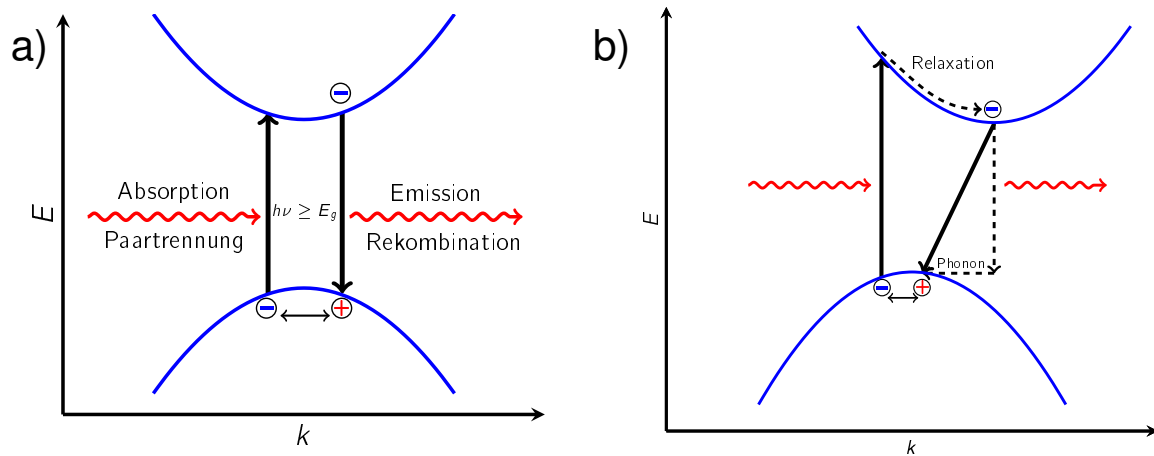 a)
E
Absorption
Paartrennung
hν ≥ E_g
Emission
Rekombination
k
b)
E
Relaxation
Phonon
k